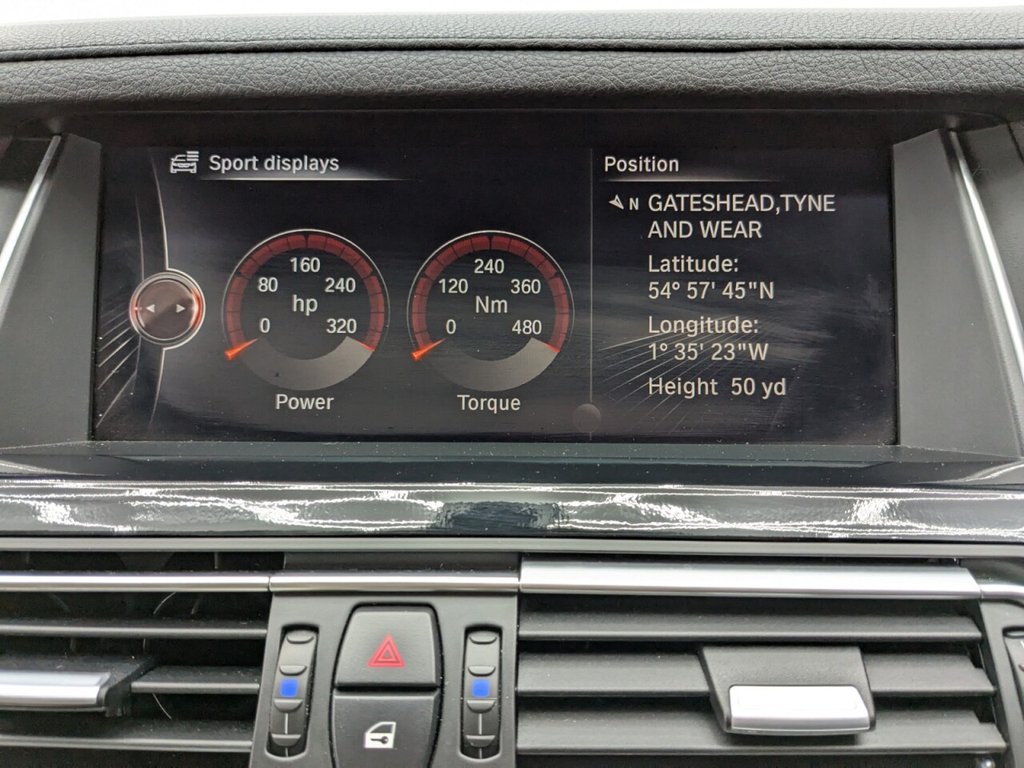 Sport displays
160
80 240
hp
0 320
Power
240
120 360
Nm
0 480
Torque
Position
N GATESHEAD,TYNE
AND WEAR
Latitude:
54° 57' 45"N
Longitude:
1° 35' 23"W
Height 50 yd